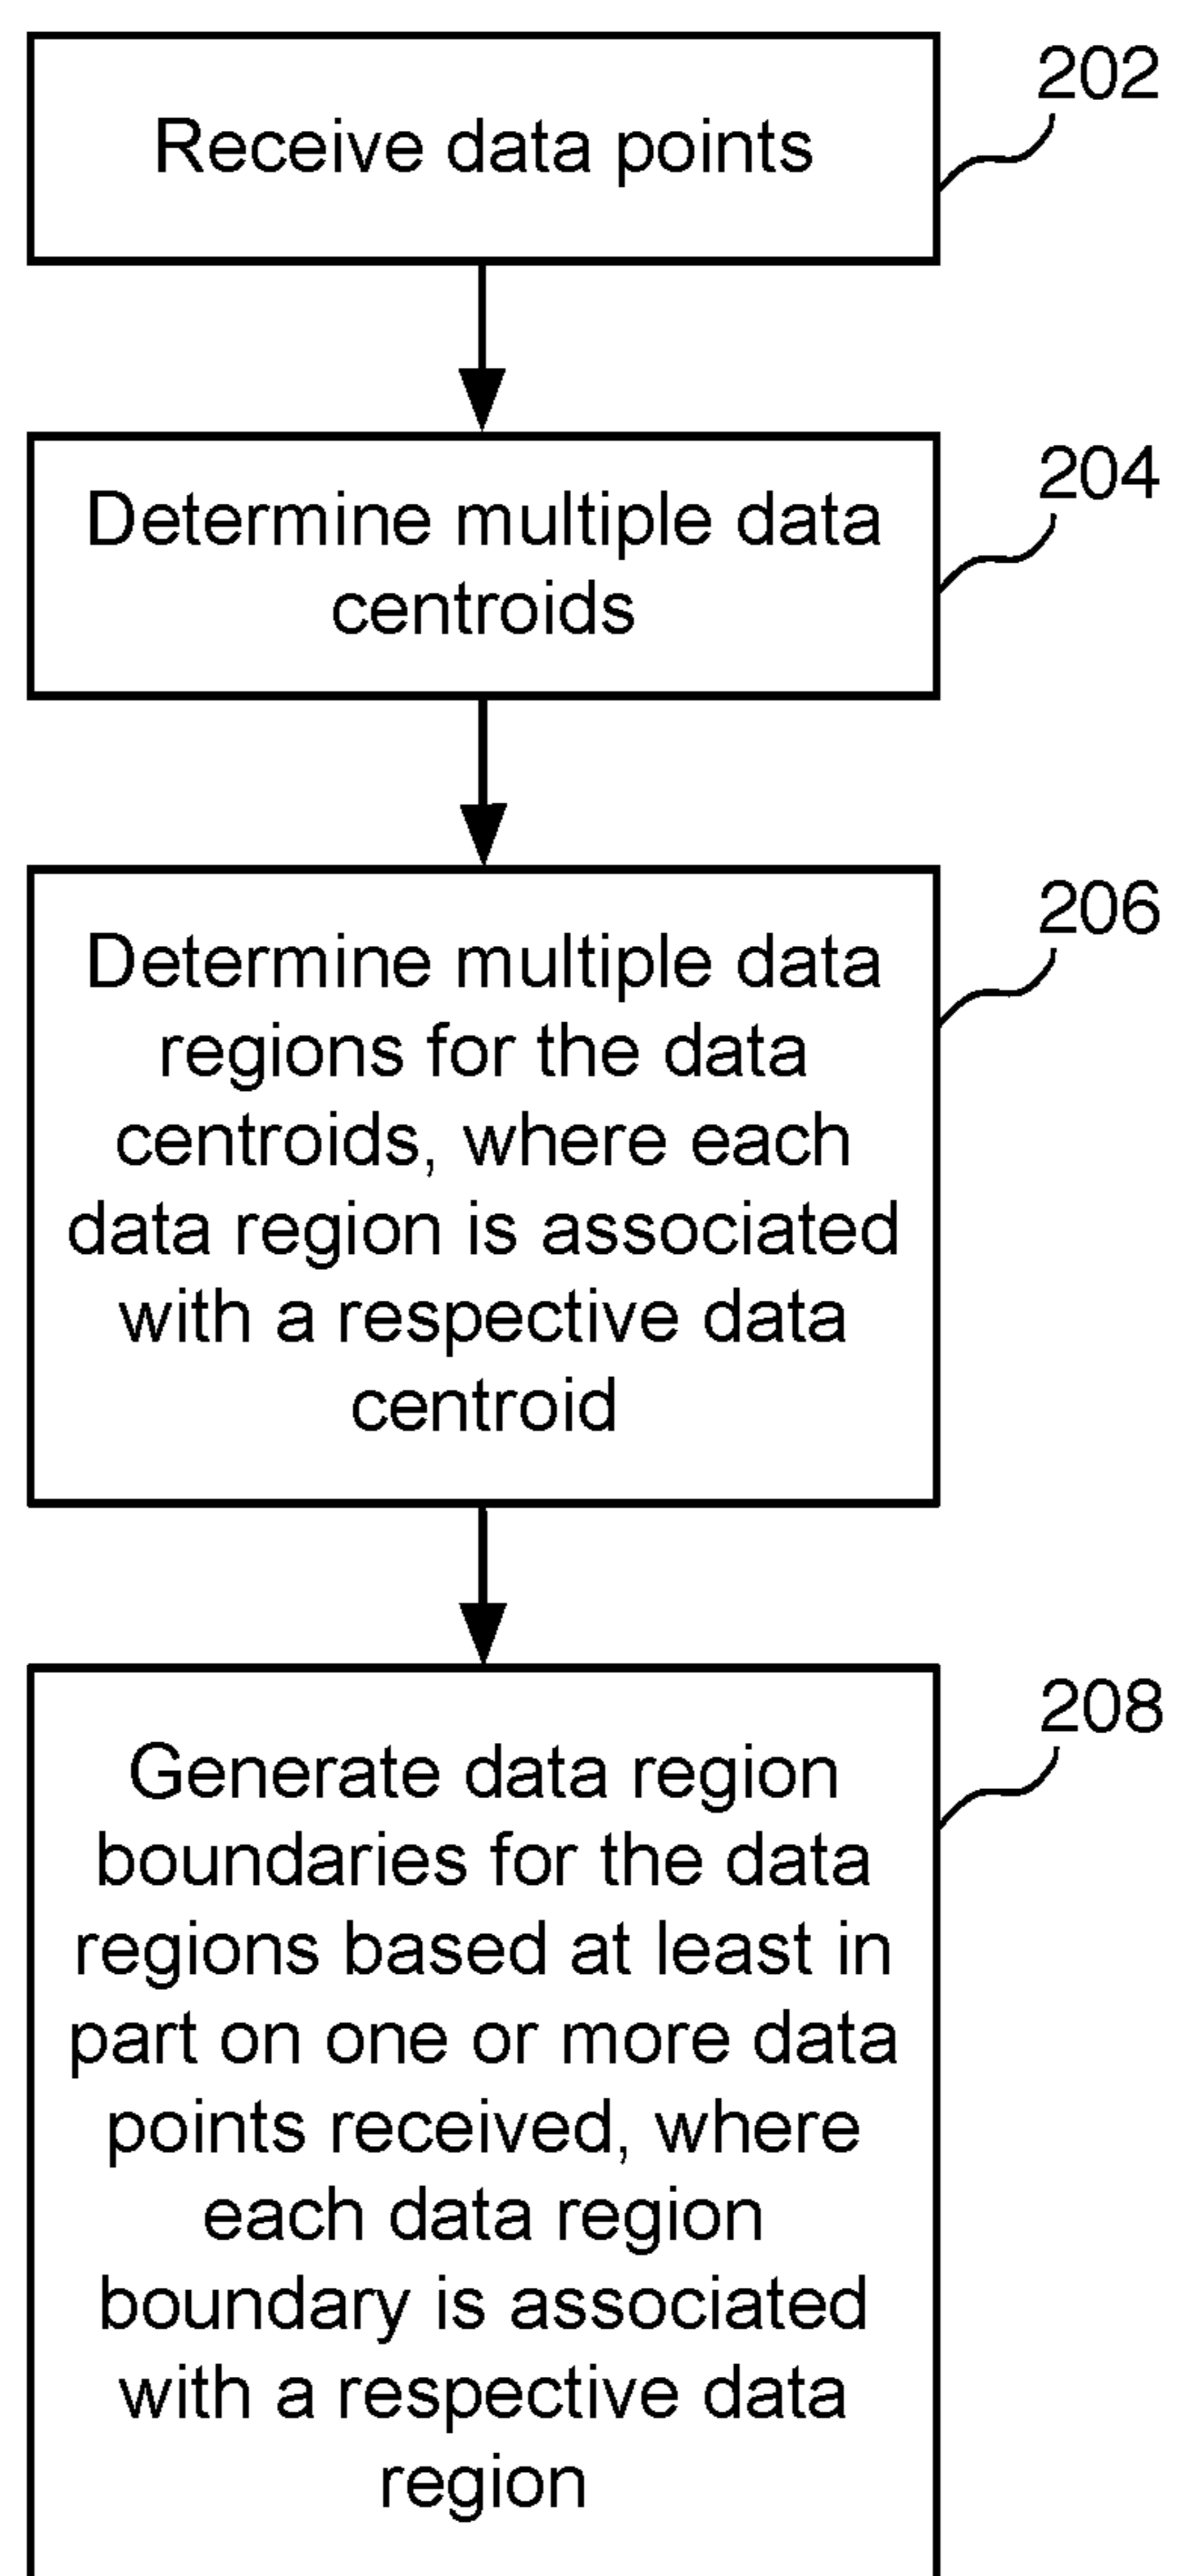 Receive data points
202
Determine multiple data
centroids
204
Determine multiple data
regions for the data
centroids, where each
data region is associated
with a respective data
centroid
206
Generate data region
boundaries for the data
regions based at least in
part on one or more data
points received, where
each data region
boundary is associated
with a respective data
region
208